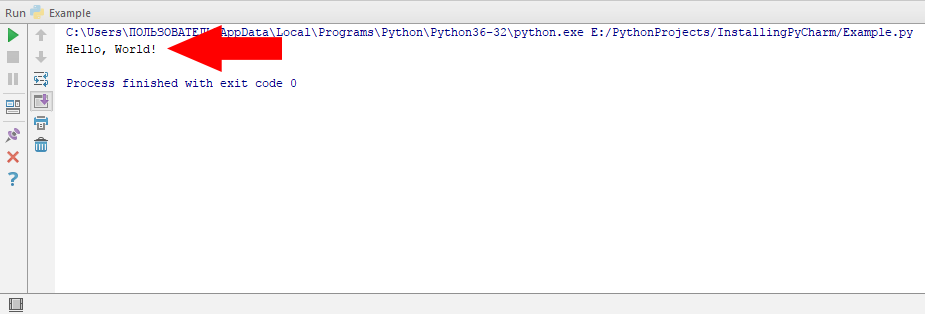 Run Example
C:\Users\ПОЛЬЗОВАТЕЛЬ\AppData\Local\Programs\Python\Python36-32\python.exe E:/PythonProjects/InstallingPyCharm/Example.py
Hello, World!
Process finished with exit code 0